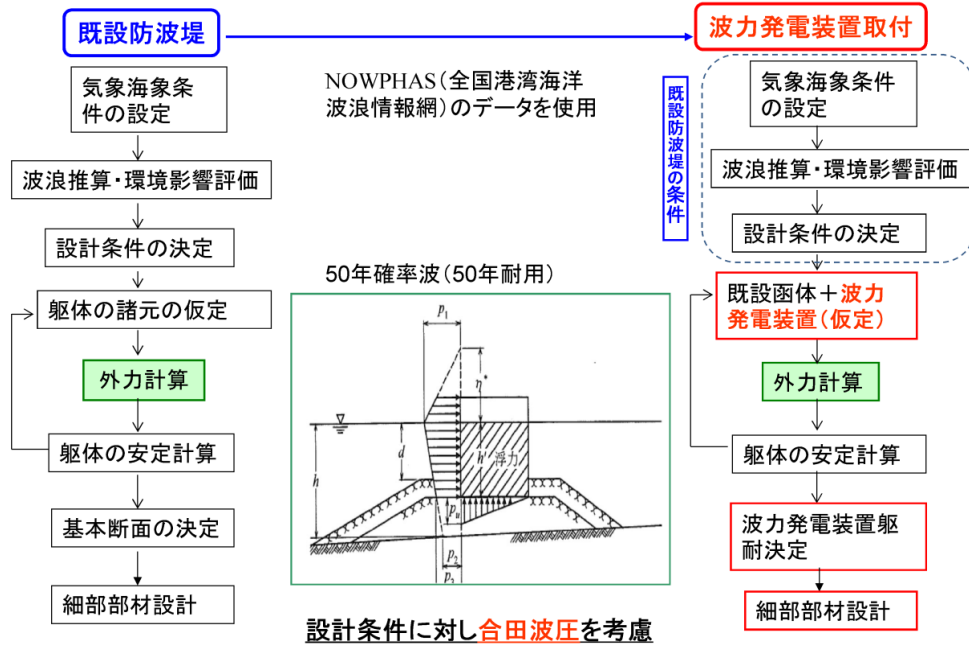 既設防波堤
気象海象条
件の設定
波浪推算・環境影響評価
設計条件の決定
躯体の諸元の仮定
外力計算
躯体の安定計算
基本断面の決定
細部部材設計
NOWPHAS(全国港湾海洋
波浪情報網)のデータを使用
50年確率波(50年耐用)
p1
η*
h
d
h'
浮力
pu
p2
p3
設計条件に対し合田波圧を考慮
波力発電装置取付
既設防波堤の条件
気象海象条件
の設定
波浪推算・環境影響評価
設計条件の決定
既設函体+波力
発電装置(仮定)
外力計算
躯体の安定計算
波力発電装置躯
耐決定
細部部材設計